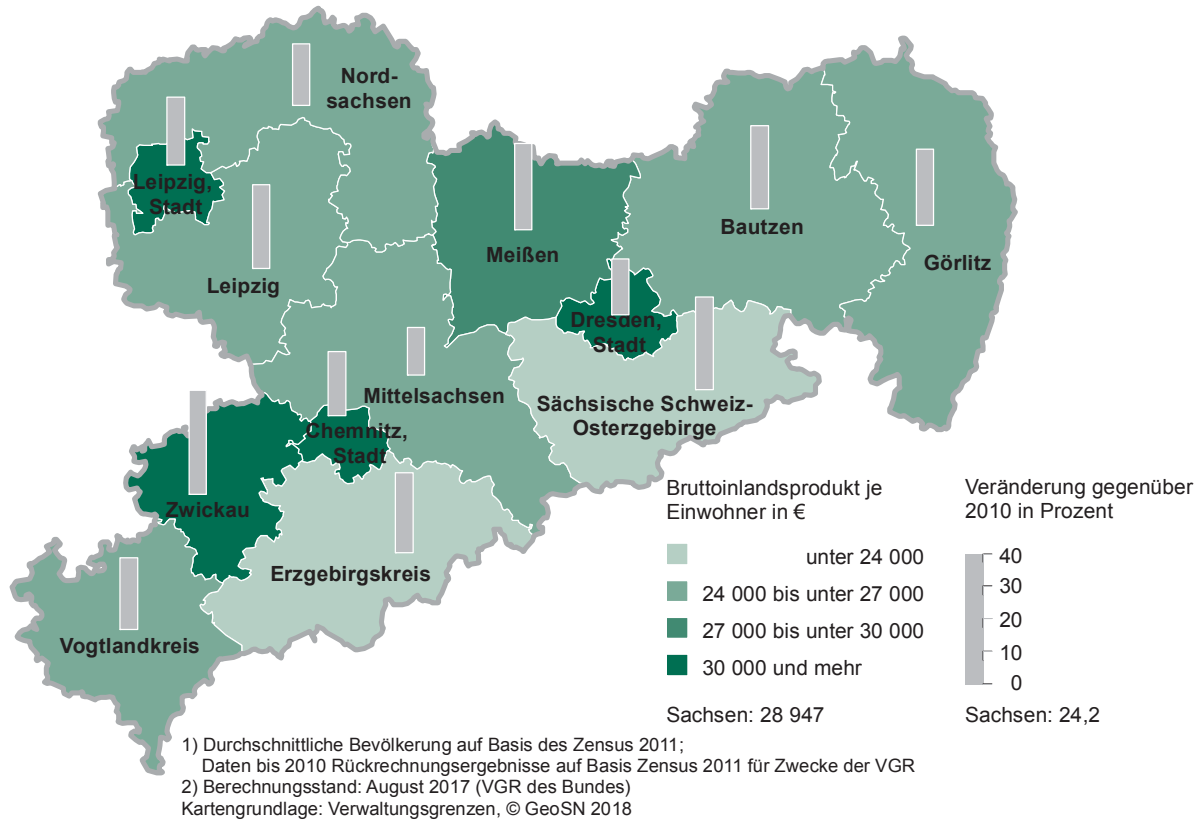 Nord-
sachsen
Leipzig,
Stadt
Leipzig
Meißen
Bautzen
Görlitz
Dresden,
Stadt
Mittelsachsen
Sächsische Schweiz-
Osterzgebirge
Chemnitz,
Stadt
Zwickau
Erzgebirgskreis
Vogtlandkreis
Bruttoinlandsprodukt je
Einwohner in €
unter 24 000
24 000 bis unter 27 000
27 000 bis unter 30 000
30 000 und mehr
Sachsen: 28 947
Veränderung gegenüber
2010 in Prozent
40
30
20
10
0
Sachsen: 24,2
1) Durchschnittliche Bevölkerung auf Basis des Zensus 2011;
Daten bis 2010 Rückrechnungsergebnisse auf Basis Zensus 2011 für Zwecke der VGR
2) Berechnungsstand: August 2017 (VGR des Bundes)
Kartengrundlage: Verwaltungsgrenzen, © GeoSN 2018